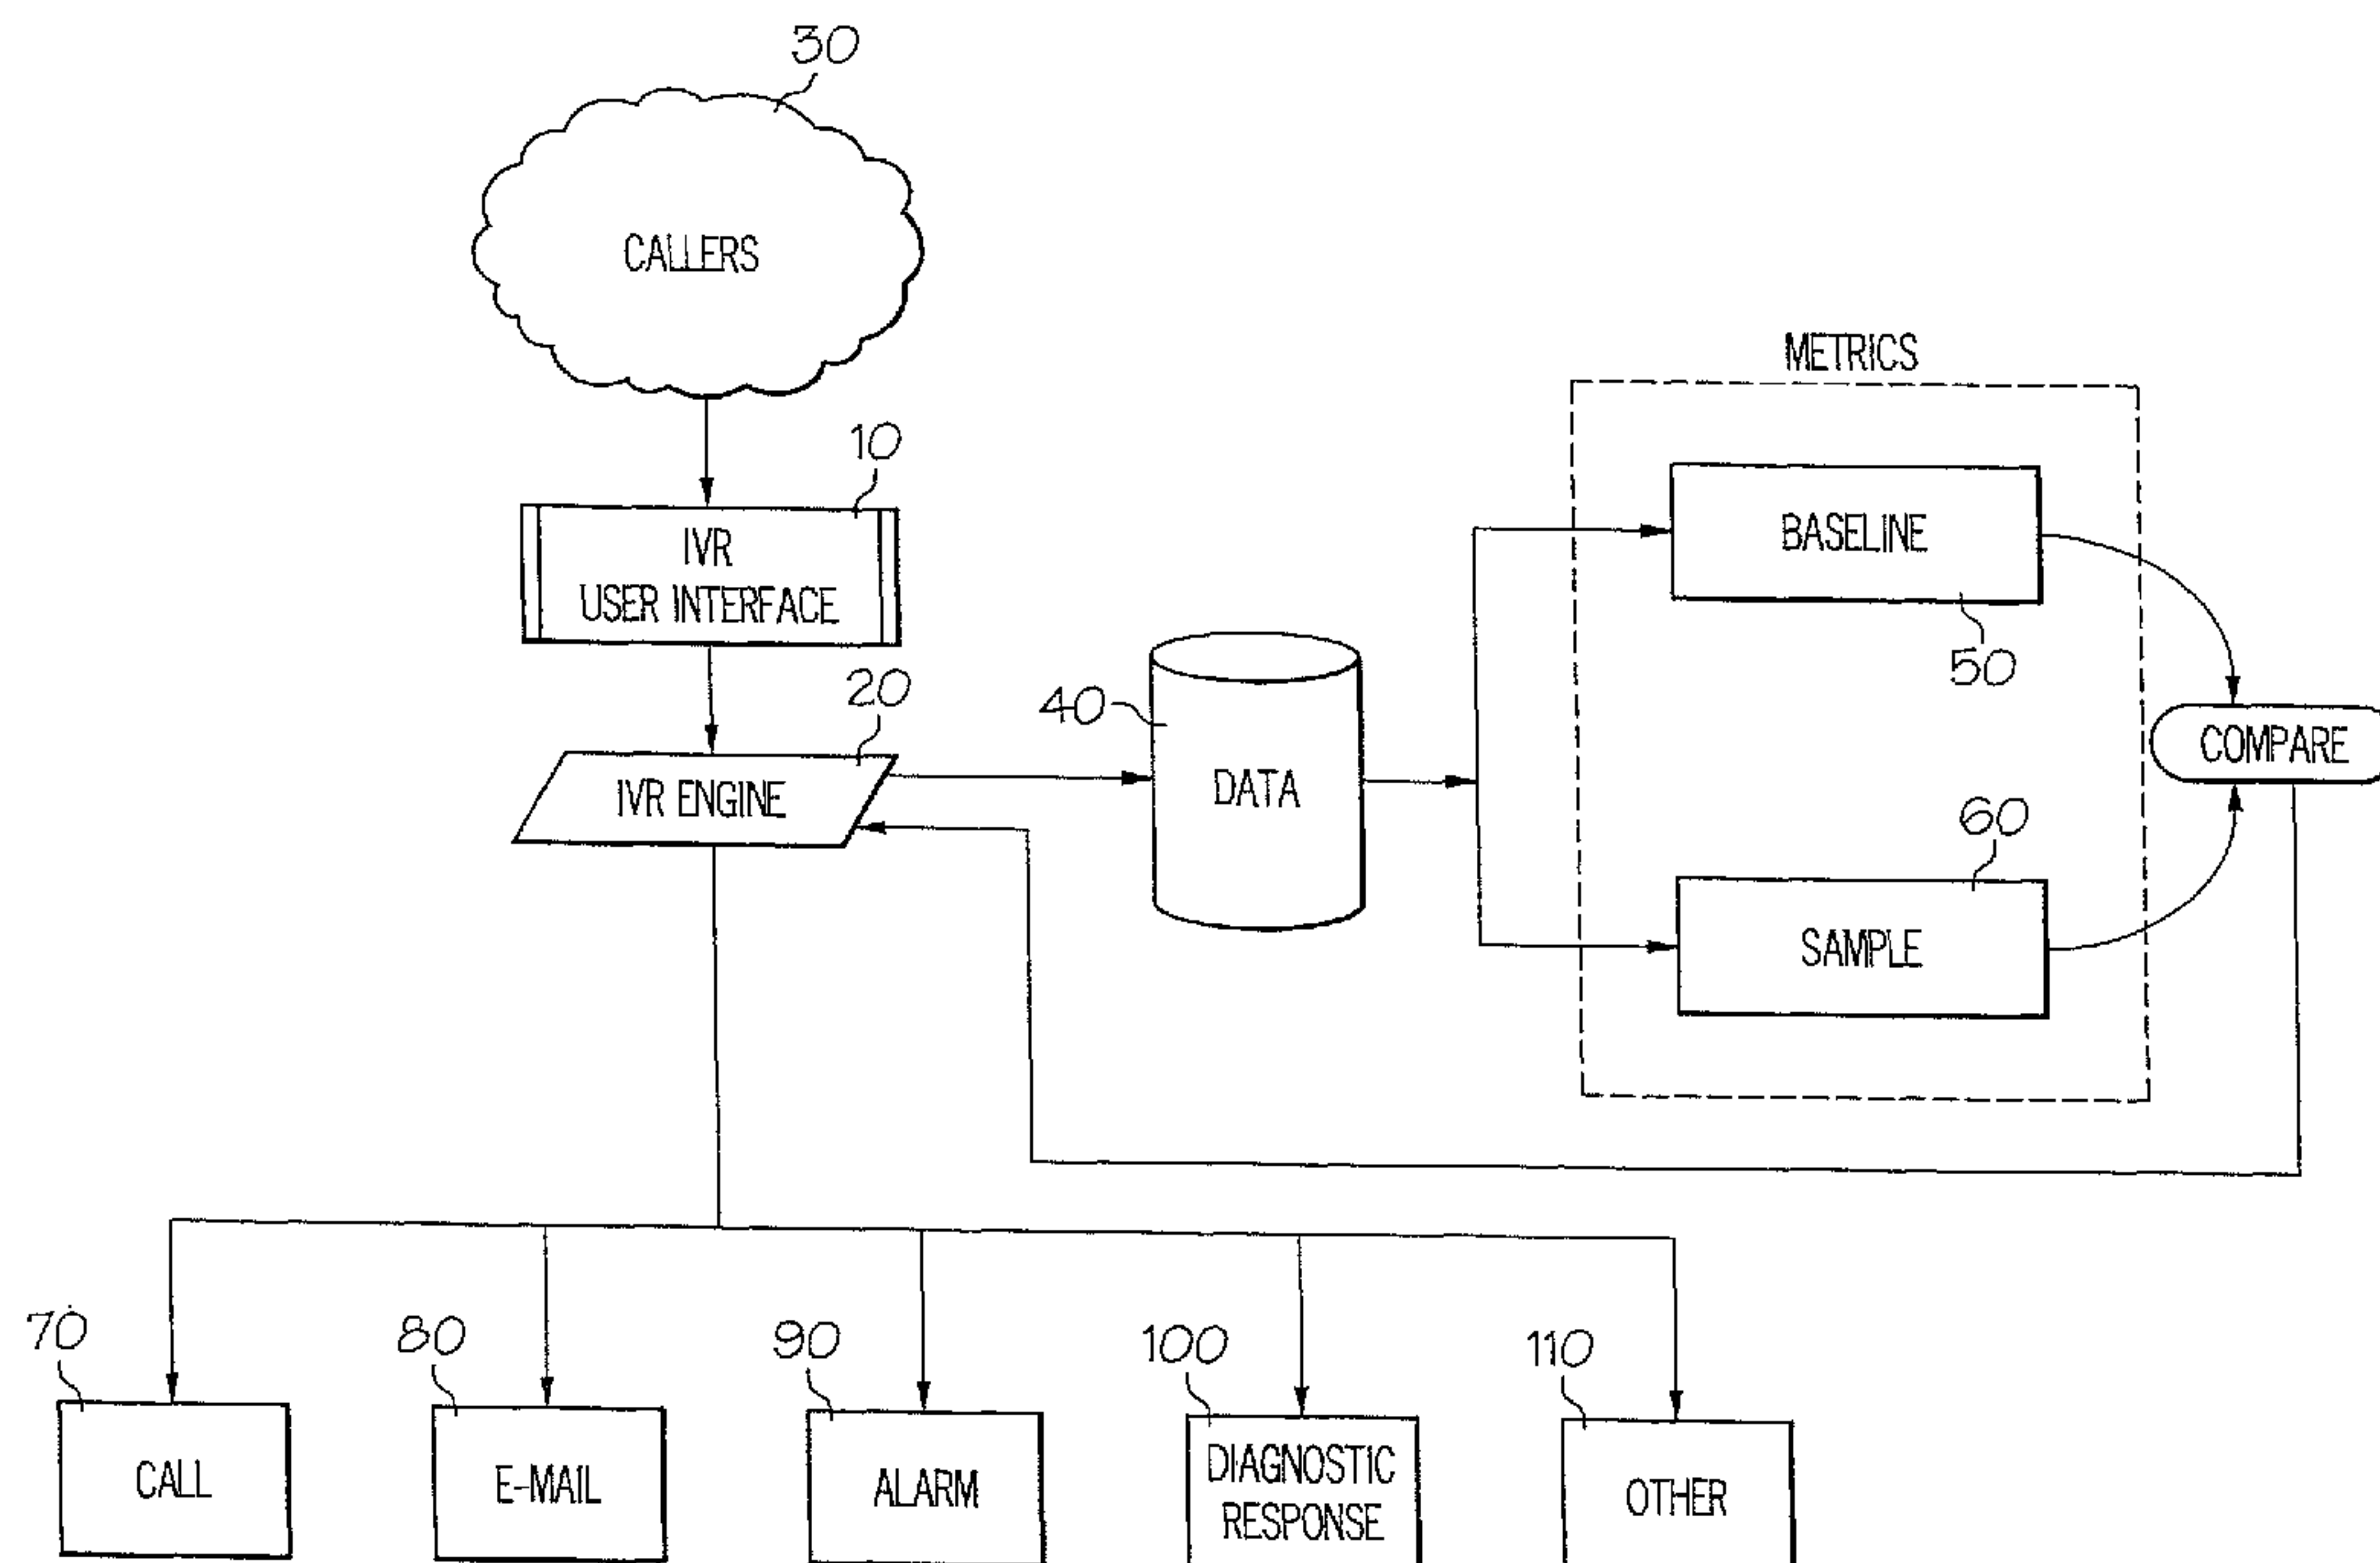 30
CALLERS
METRICS
10
IVR
USER INTERFACE
BASELINE
50
20
40
IVR ENGINE
DATA
COMPARE
60
SAMPLE
70
80
90
100
110
CALL
E-MAIL
ALARM
DIAGNOSTIC
RESPONSE
OTHER